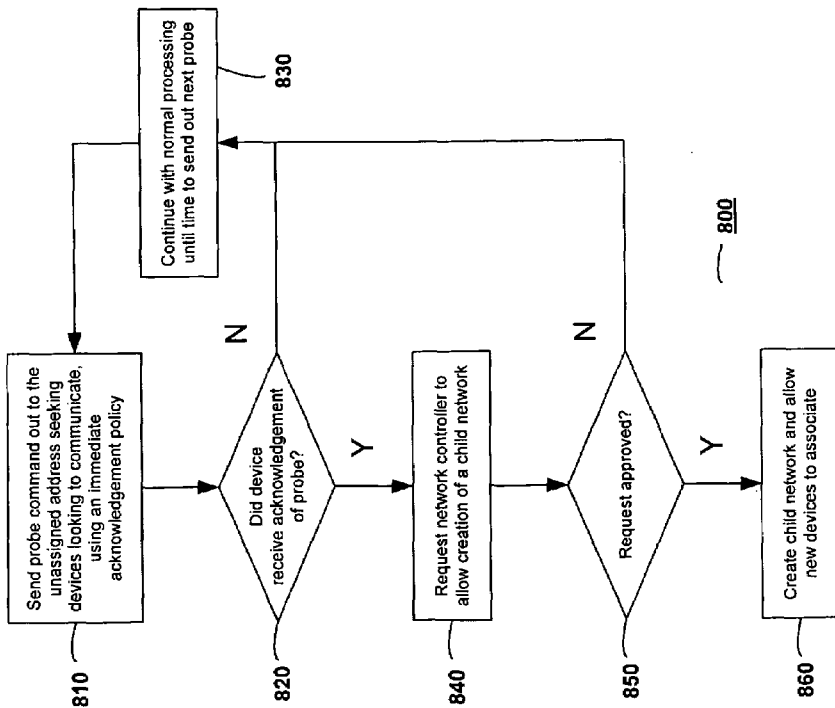 Send probe command out to the
unassigned address seeking
devices looking to communicate,
using an immediate
acknowledgement policy
810
Continue with normal processing
until time to send out next probe
830
Did device
receive acknowledgement
of probe?
820
N
Y
Request network controller to
allow creation of a child network
840
Request approved?
850
N
Y
800
Create child network and allow
new devices to associate
860